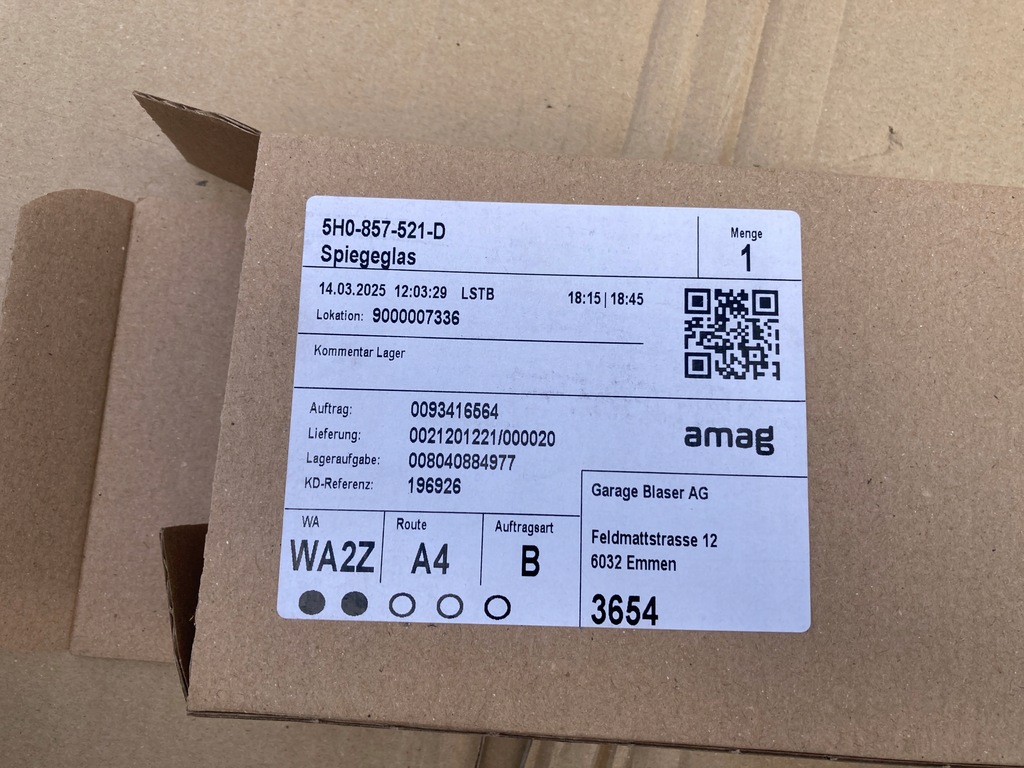 5H0-857-521-D
Spiegeglas
Menge
1
14.03.2025 12:03:29 LSTB 18:15 | 18:45
Lokation: 9000007336
Kommentar Lager
Auftrag: 0093416564
Lieferung: 0021201221/000020
Lageraufgabe: 008040884977
KD-Referenz: 196926
amag
Garage Blaser AG
Feldmattstrasse 12
6032 Emmen
3654
WA
WA2Z
Route
A4
Auftragsart
B